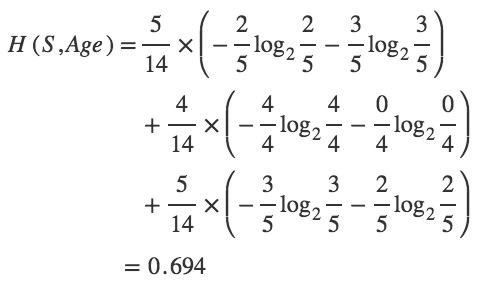 H(S,Age) = 5/14 × (− 2/5 log₂ 2/5 − 3/5 log₂ 3/5)
+ 4/14 × (− 4/4 log₂ 4/4 − 0/4 log₂ 0/4)
+ 5/14 × (− 3/5 log₂ 3/5 − 2/5 log₂ 2/5)
= 0.694